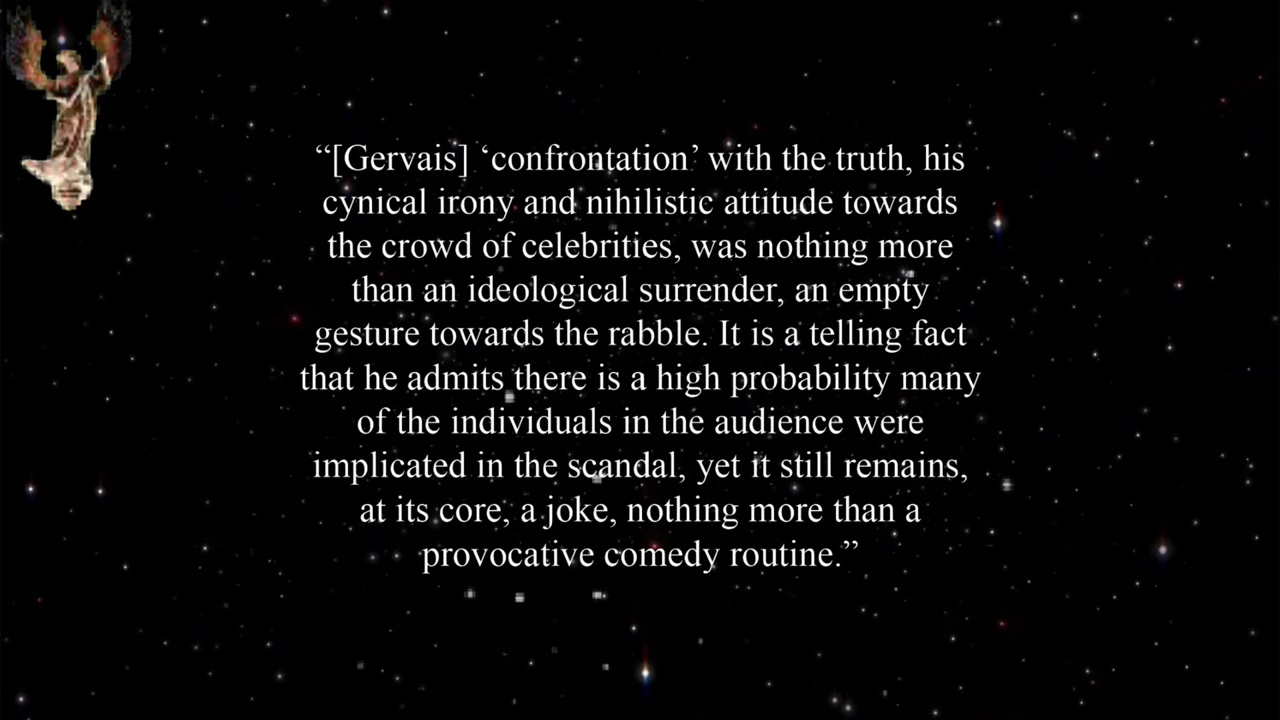 “[Gervais] ‘confrontation’ with the truth, his
cynical irony and nihilistic attitude towards
the crowd of celebrities, was nothing more
than an ideological surrender, an empty
gesture towards the rabble. It is a telling fact
that he admits there is a high probability many
of the individuals in the audience were
implicated in the scandal, yet it still remains,
at its core, a joke, nothing more than a
provocative comedy routine.”